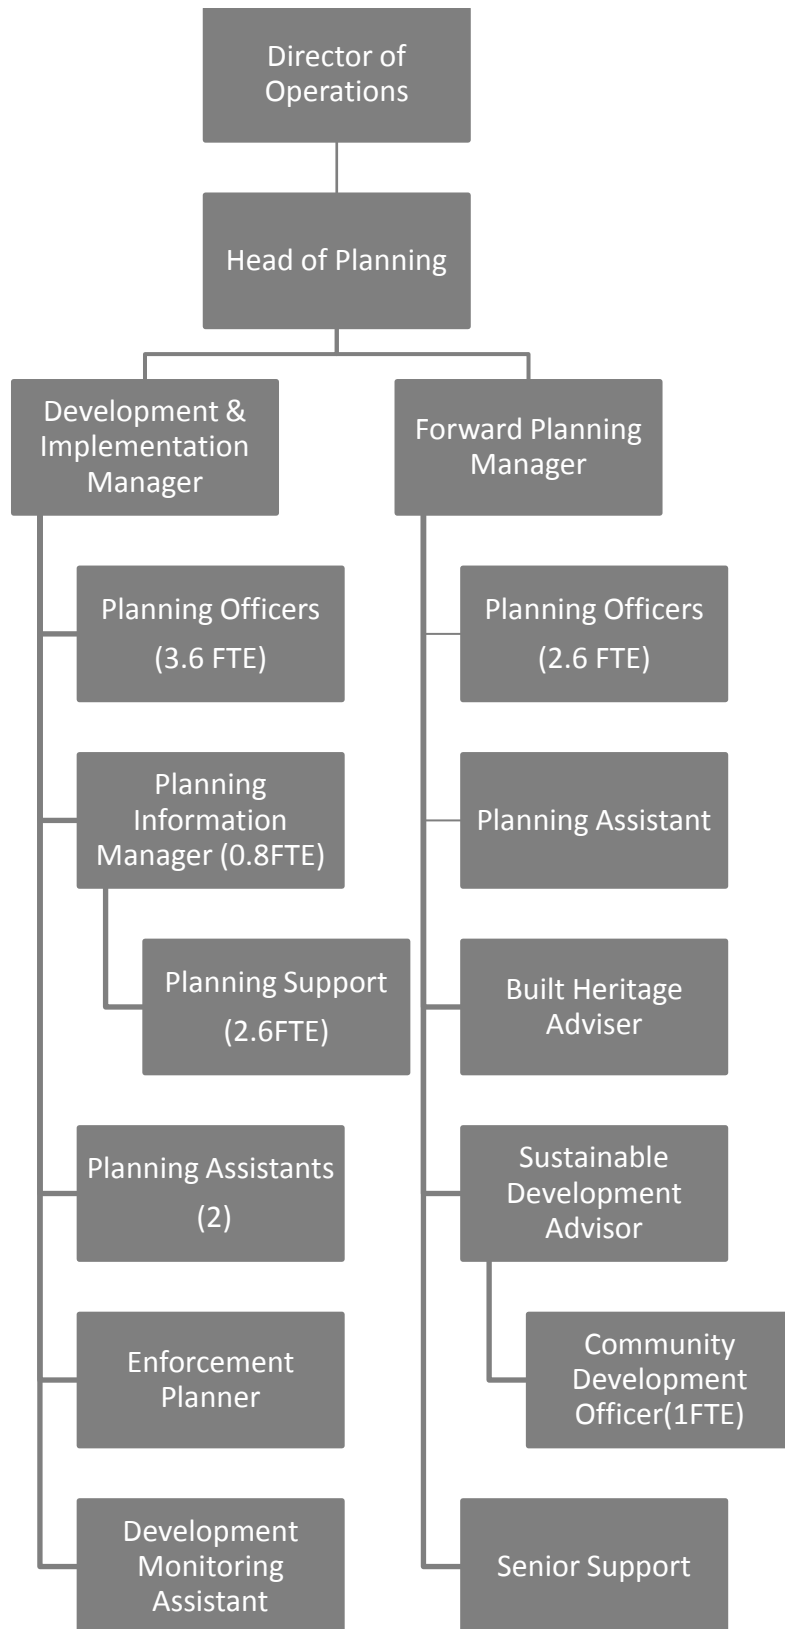 Director of
Operations
Head of Planning
Development &
Implementation
Manager
Planning Officers
(3.6 FTE)
Planning
Information
Manager (0.8FTE)
Planning Support
(2.6FTE)
Planning Assistants
(2)
Enforcement
Planner
Development
Monitoring
Assistant
Forward Planning
Manager
Planning Officers
(2.6 FTE)
Planning Assistant
Built Heritage
Adviser
Sustainable
Development
Advisor
Community
Development
Officer(1FTE)
Senior Support